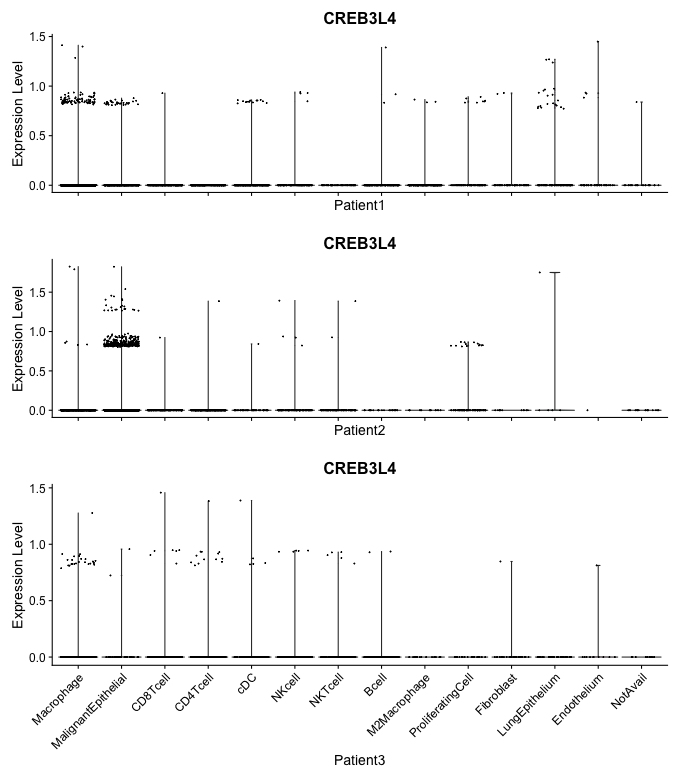 CREB3L4
Expression Level
1.5
1.0
0.5
0.0
Patient1
CREB3L4
Expression Level
1.5
1.0
0.5
0.0
Patient2
CREB3L4
Expression Level
1.5
1.0
0.5
0.0
Macrophage
MalignantEpithelial
CD8Tcell
CD4Tcell
cDC
NKcell
NKTcell
Bcell
M2Macrophage
ProliferatingCell
Fibroblast
LungEpithelium
Endothelium
NotAvail
Patient3